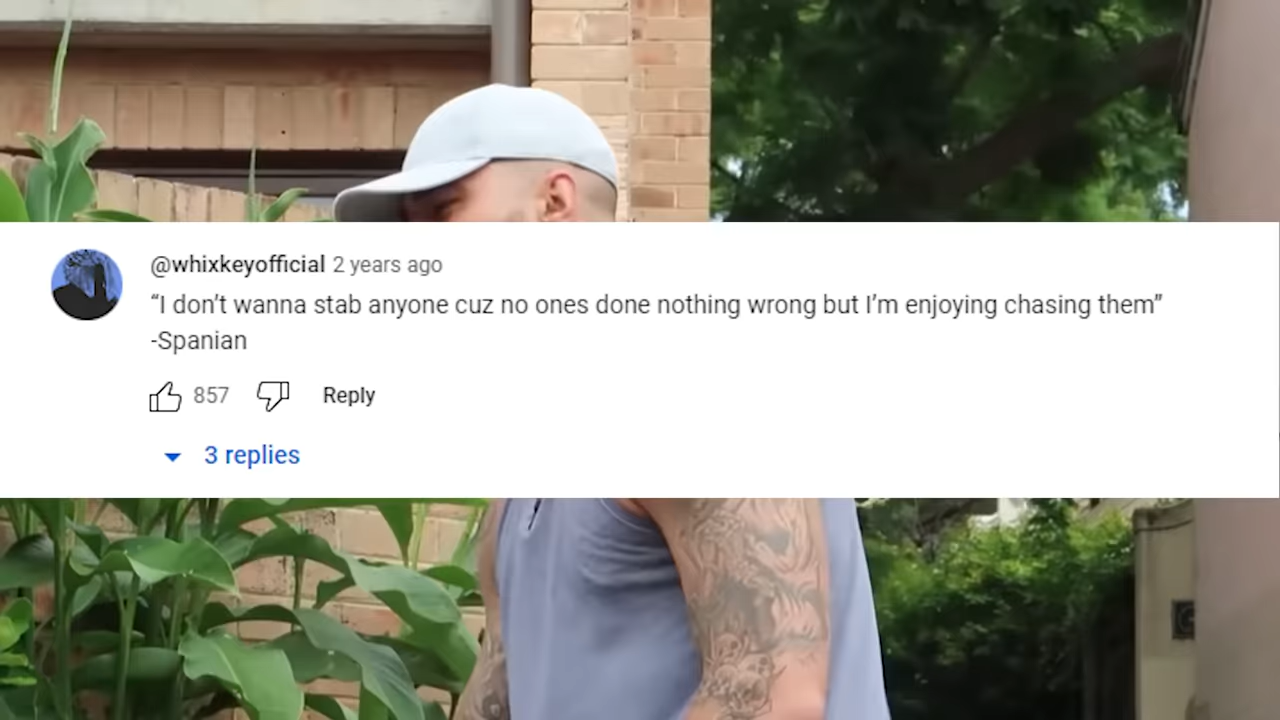 @whixkeyofficial 2 years ago
“I don’t wanna stab anyone cuz no ones done nothing wrong but I’m enjoying chasing them”
-Spanian
857 Reply
3 replies